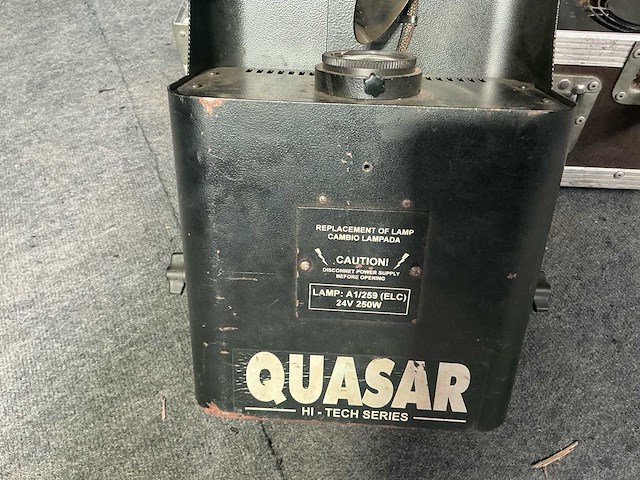 REPLACEMENT OF LAMP
CAMBIO LAMPADA
CAUTION!
DISCONNET POWER SUPPLY
BEFORE OPENING
LAMP: A1/259 (ELC)
24V 250W
QUASAR
HI - TECH SERIES